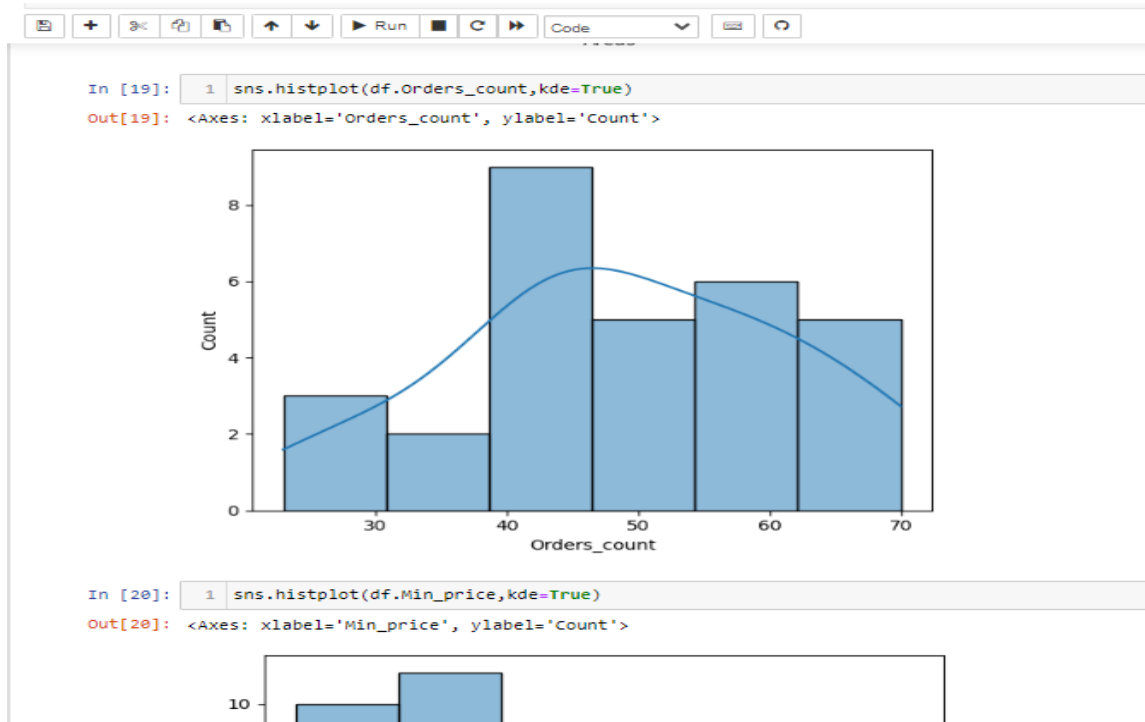 Run Code
In [19]: 1 sns.histplot(df.Orders_count,kde=True)
Out[19]: <Axes: xlabel='Orders_count', ylabel='Count'>
8
6
4
2
0
Count
30 40 50 60 70
Orders_count
In [20]: 1 sns.histplot(df.Min_price,kde=True)
Out[20]: <Axes: xlabel='Min_price', ylabel='Count'>
10